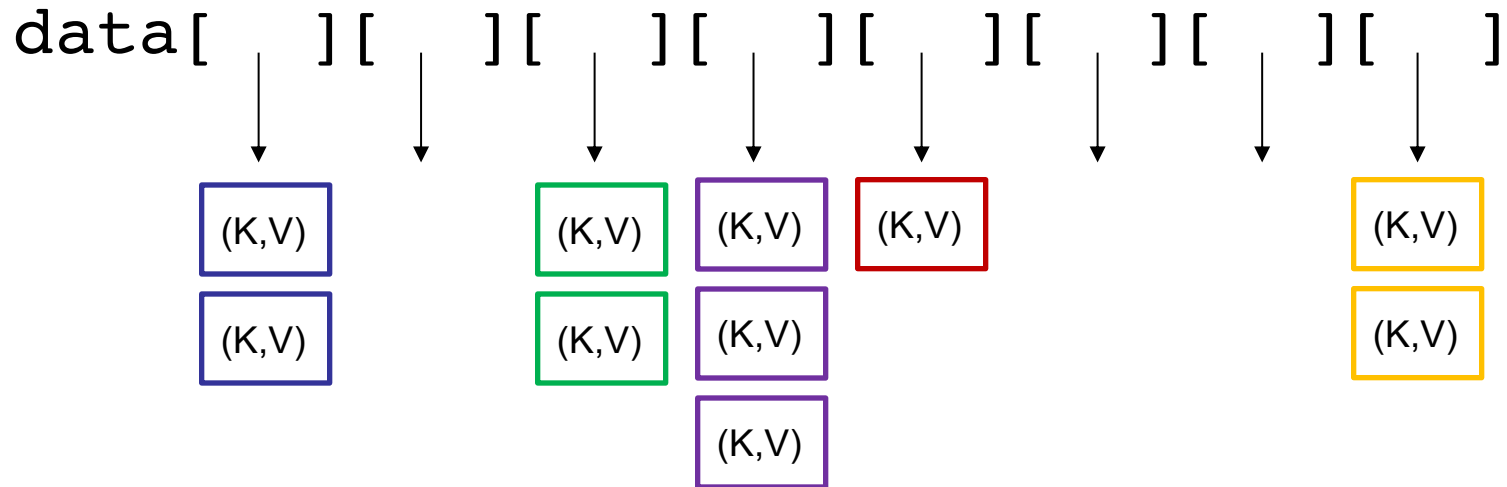 data[ ][ ][ ][ ][ ][ ][ ][ ]
(K,V) (K,V) (K,V) (K,V) (K,V)
(K,V) (K,V) (K,V) (K,V)
(K,V)